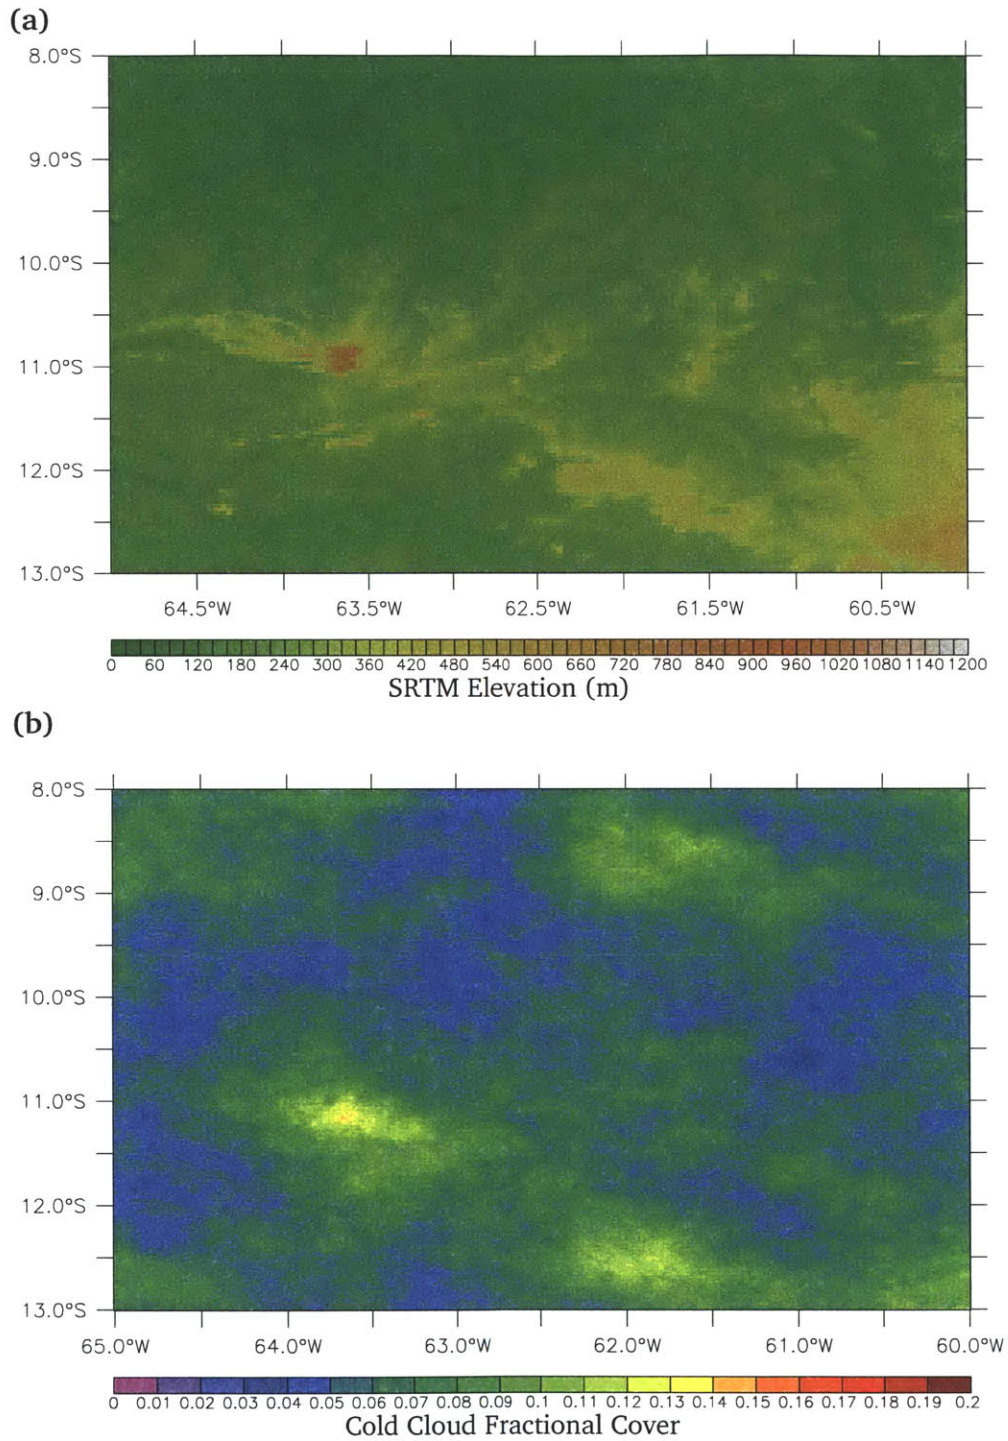 (a)
8.0°S
9.0°S
10.0°S
11.0°S
12.0°S
13.0°S
64.5°W 63.5°W 62.5°W 61.5°W 60.5°W
0 60 120 180 240 300 360 420 480 540 600 660 720 780 840 900 960 1020 1080 1140 1200
SRTM Elevation (m)
(b)
8.0°S
9.0°S
10.0°S
11.0°S
12.0°S
13.0°S
65.0°W 64.0°W 63.0°W 62.0°W 61.0°W 60.0°W
0 0.01 0.02 0.03 0.04 0.05 0.06 0.07 0.08 0.09 0.1 0.11 0.12 0.13 0.14 0.15 0.16 0.17 0.18 0.19 0.2
Cold Cloud Fractional Cover